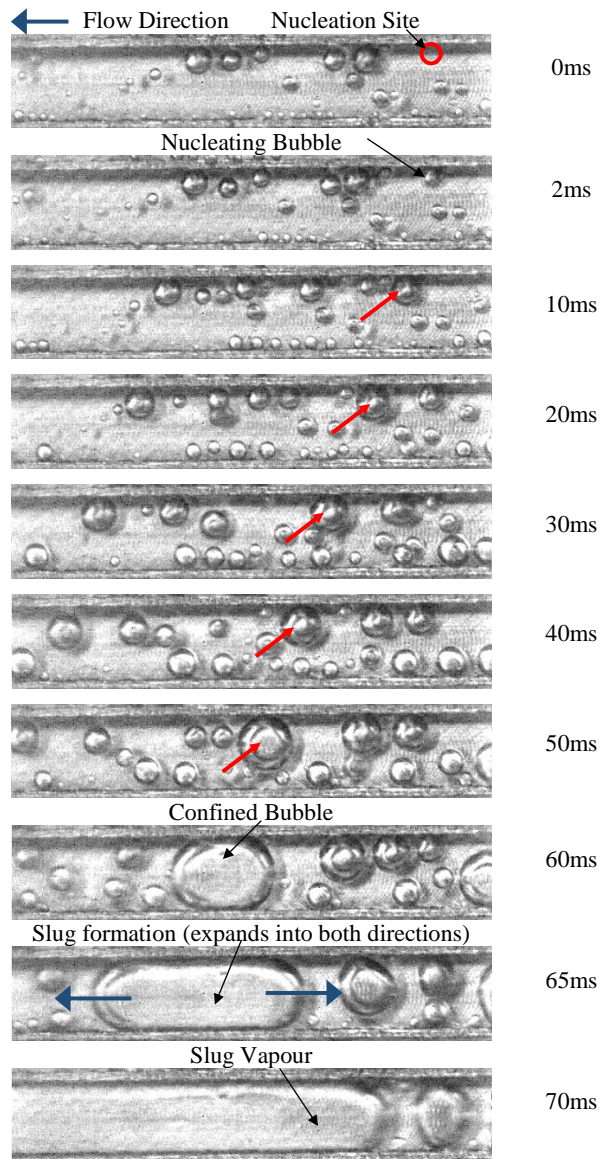 Flow Direction Nucleation Site
0ms
Nucleating Bubble
2ms
10ms
20ms
30ms
40ms
50ms
Confined Bubble
60ms
Slug formation (expands into both directions)
65ms
Slug Vapour
70ms